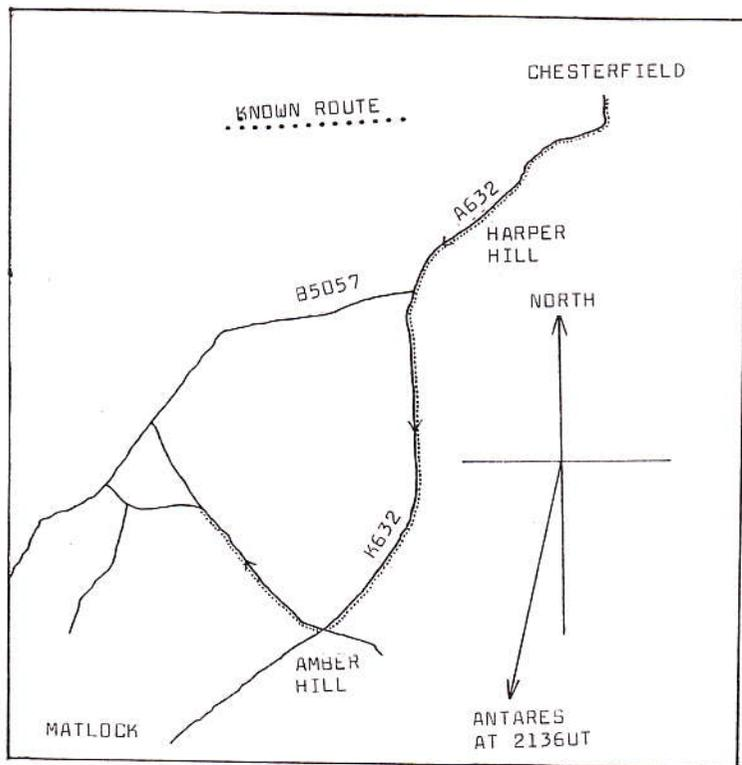 CHESTERFIELD
KNOWN ROUTE
A632
HARPER
HILL
B5057
NORTH
K632
AMBER
HILL
MATLOCK
ANTARES
AT 2136UT